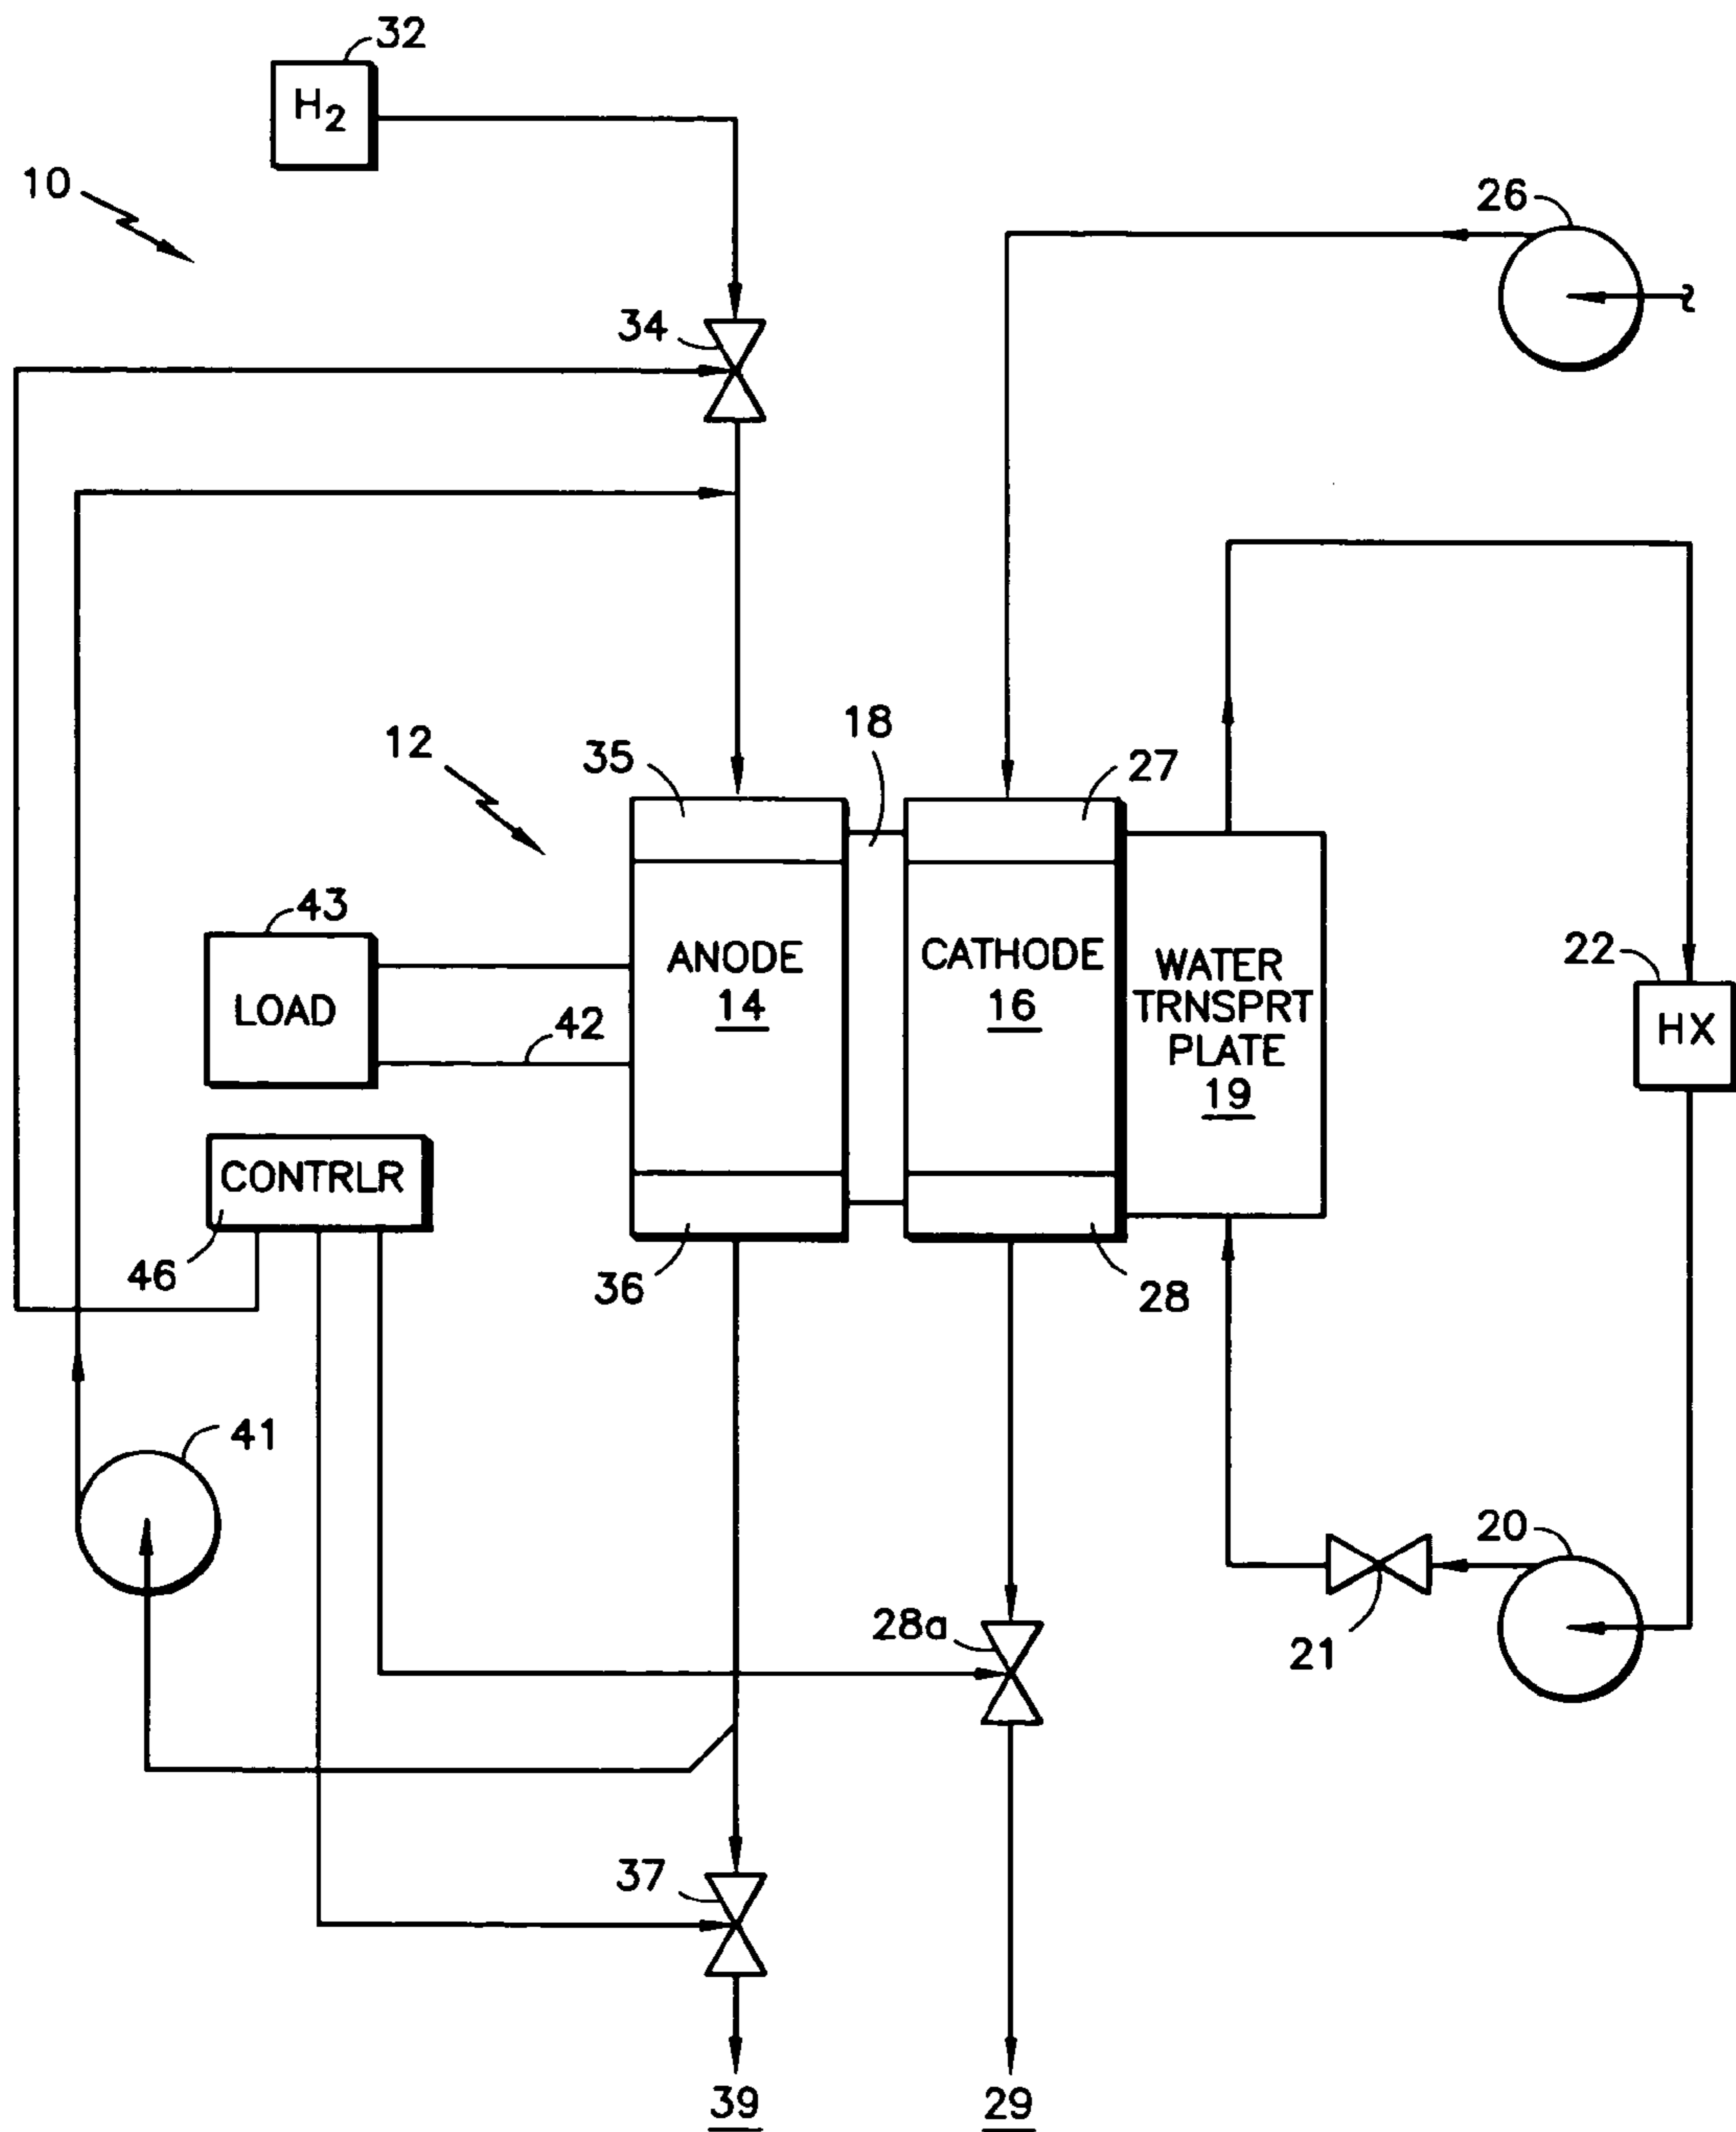 32
H2
10
26
34
18
12
35
27
43
ANODE
14
CATHODE
16
WATER
TRNSPRT
PLATE
19
22
HX
LOAD
42
CONTRLR
46
36
28
41
20
28a
21
37
39
29